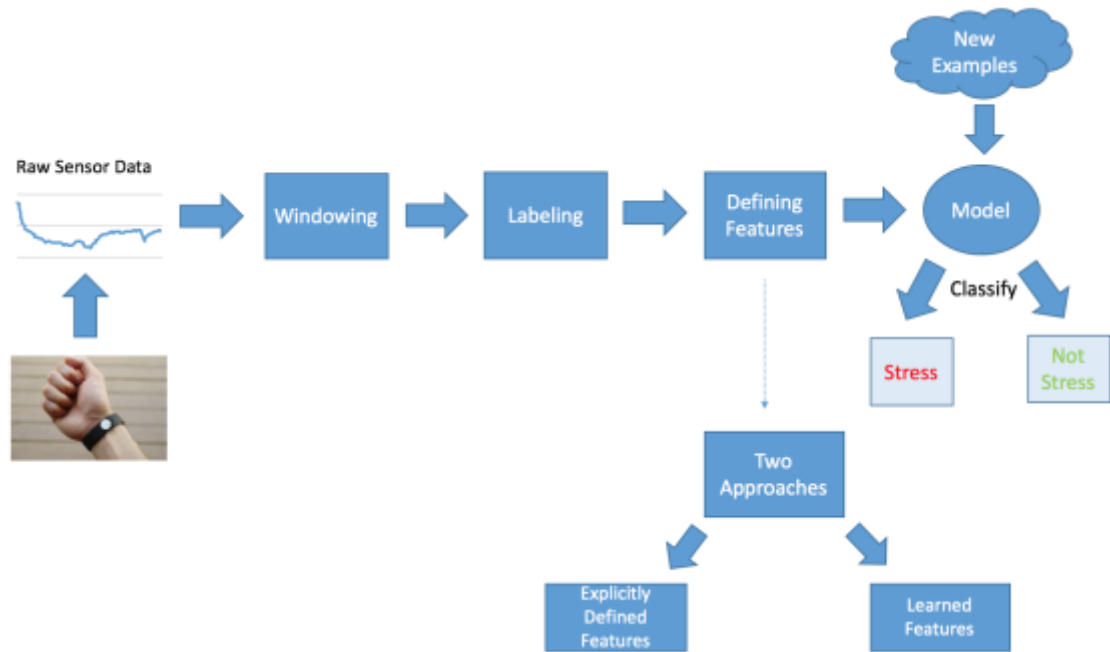 New
Examples
Raw Sensor Data
Windowing
Labeling
Defining
Features
Model
Classify
Stress
Not
Stress
Two
Approaches
Explicitly
Defined
Features
Learned
Features